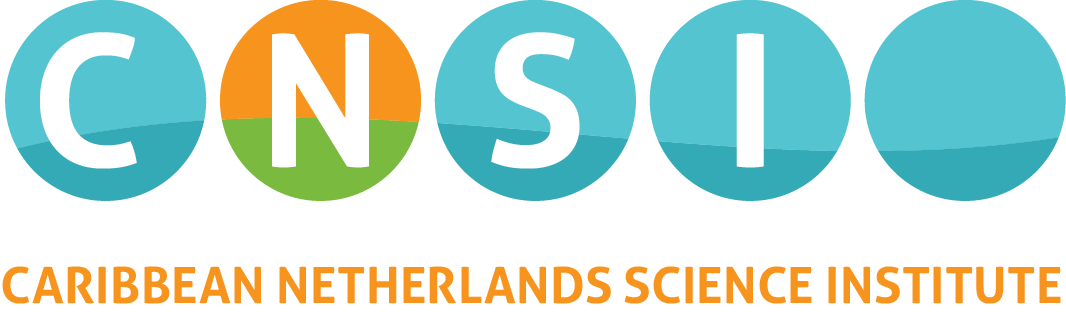 CNSI
CARIBBEAN NETHERLANDS SCIENCE INSTITUTE